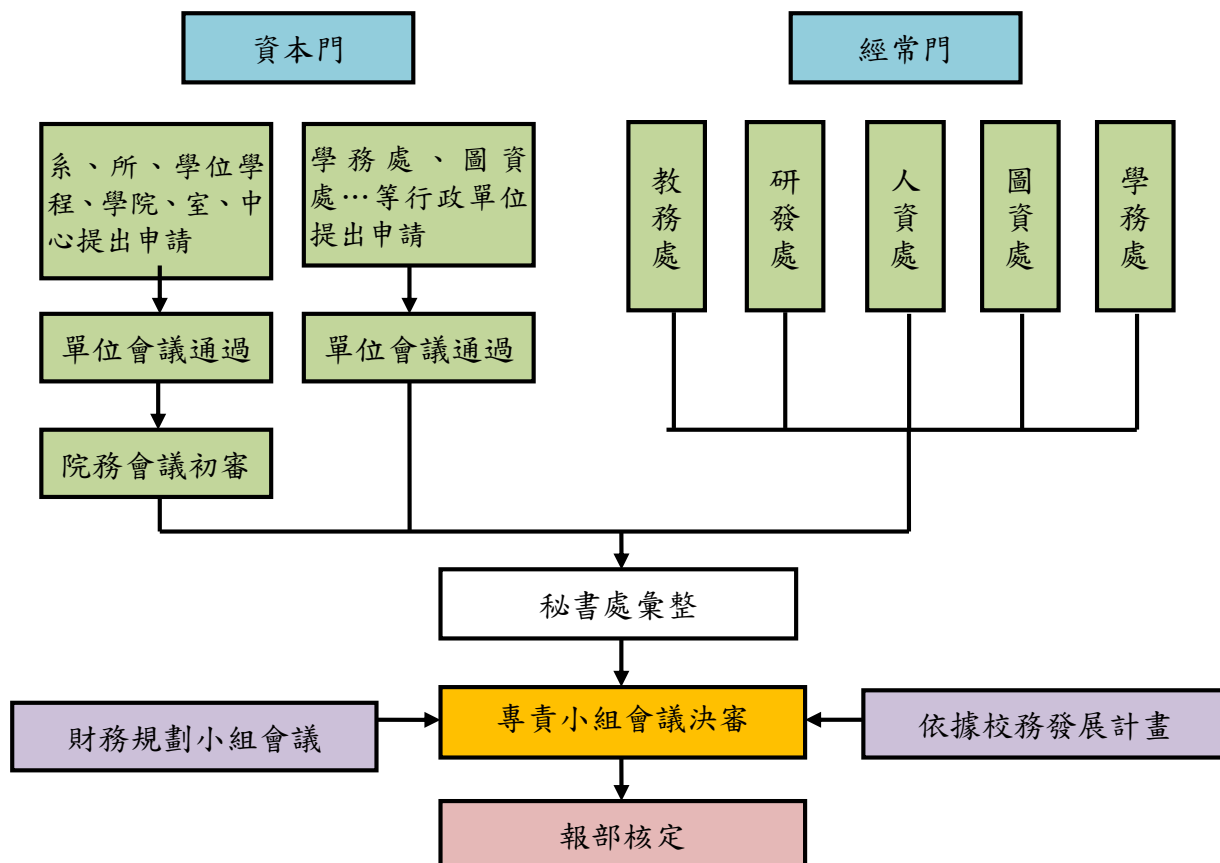 資本門
經常門
系、所、學位學
程、學院、室、中
心提出申請
學務處、圖資
處…等行政單位
提出申請
教務處
研發處
人資處
圖資處
學務處
單位會議通過
單位會議通過
院務會議初審
秘書處彙整
財務規劃小組會議
專責小組會議決審
依據校務發展計畫
報部核定